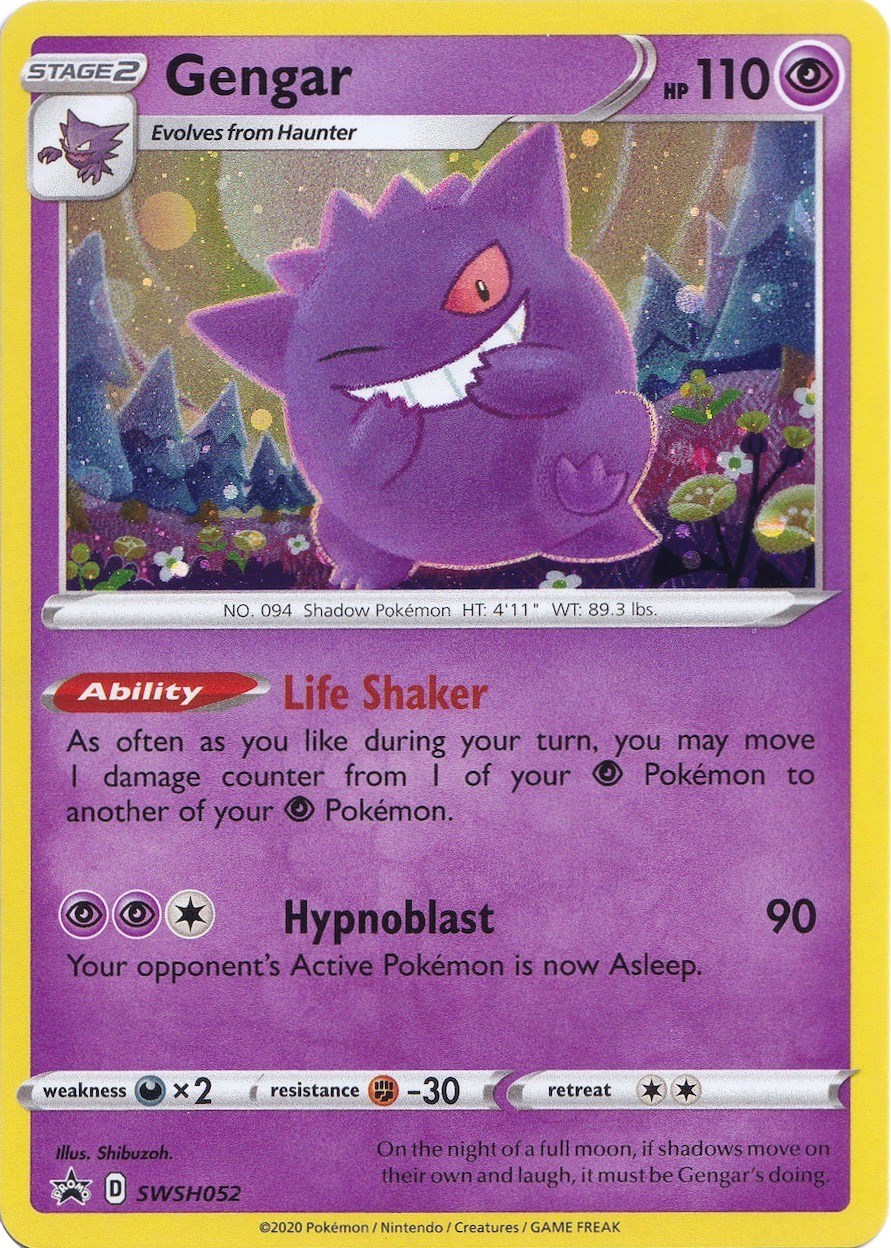 STAGE 2
Gengar
HP 110
Evolves from Haunter
NO. 094 Shadow Pokémon HT: 4'11" WT: 89.3 lbs.
Ability
Life Shaker
As often as you like during your turn, you may move
1 damage counter from 1 of your Pokémon to
another of your Pokémon.
Hypnoblast 90
Your opponent's Active Pokémon is now Asleep.
weakness ×2 resistance -30 retreat
Illus. Shibuzoh.
On the night of a full moon, if shadows move on
their own and laugh, it must be Gengar's doing.
PROMO D SWSH052
©2020 Pokémon / Nintendo / Creatures / GAME FREAK